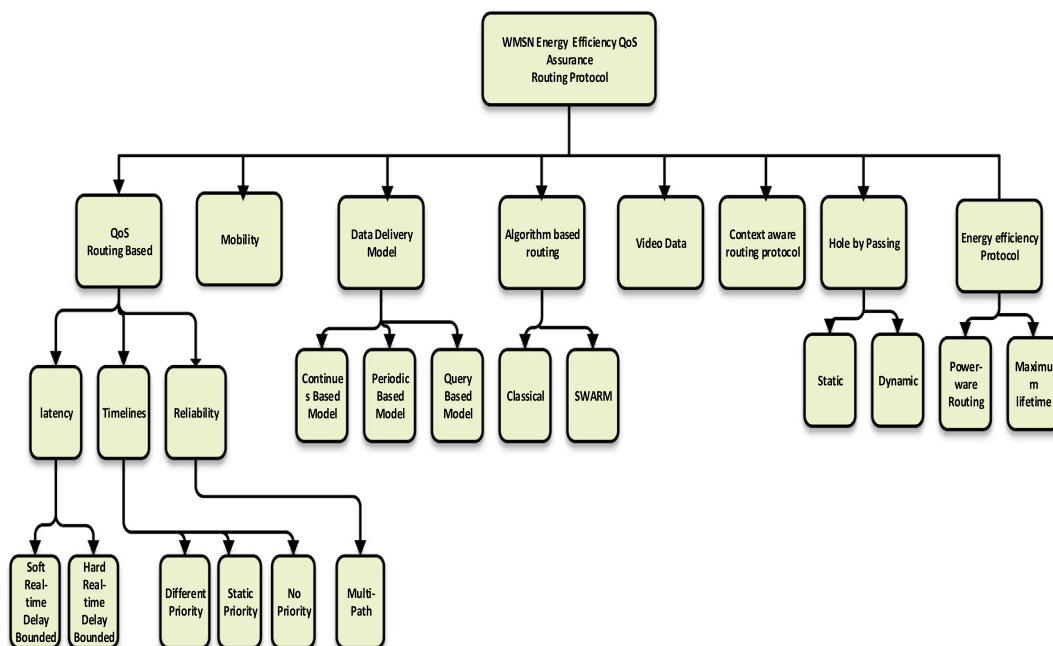 WMSN Energy Efficiency QoS
Assurance
Routing Protocol
QoS
Routing Based
Mobility
Data Delivery
Model
Algorithm based
routing
Video Data
Context aware
routing protocol
Hole by Passing
Energy efficiency
Protocol
latency
Timelines
Reliability
Continue
s Based
Model
Periodic
Based
Model
Query
Based
Model
Classical
SWARM
Static
Dynamic
Power-
ware
Routing
Maximu
m
lifetime
Soft
Real-
time
Delay
Bounded
Hard
Real-
time
Delay
Bounded
Different
Priority
Static
Priority
No
Priority
Multi-
Path